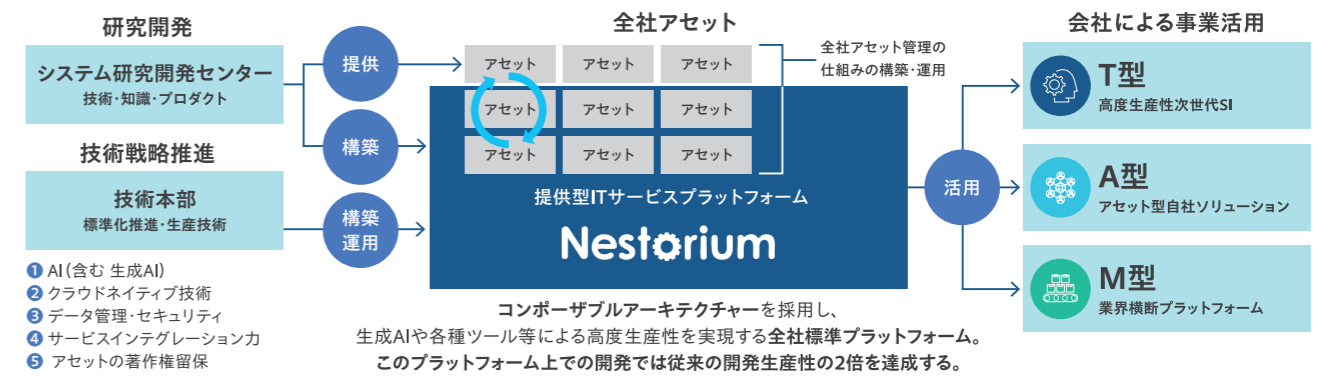 研究開発
システム研究開発センター
技術・知識・プロダクト
技術戦略推進
技術本部
標準化推進・生産技術
❶ AI（含む 生成AI）
❷ クラウドネイティブ技術
❸ データ管理・セキュリティ
❹ サービスインテグレーション力
❺ アセットの著作権留保
提供
構築
構築
運用
全社アセット
アセット アセット アセット
アセット アセット アセット
アセット アセット アセット
全社アセット管理の
仕組みの構築・運用
提供型ITサービスプラットフォーム
Nestorium
コンポーザブルアーキテクチャーを採用し、
生成AIや各種ツール等による高度生産性を実現する全社標準プラットフォーム。
このプラットフォーム上での開発では従来の開発生産性の2倍を達成する。
活用
会社による事業活用
T型
高度生産性次世代SI
A型
アセット型自社ソリューション
M型
業界横断プラットフォーム